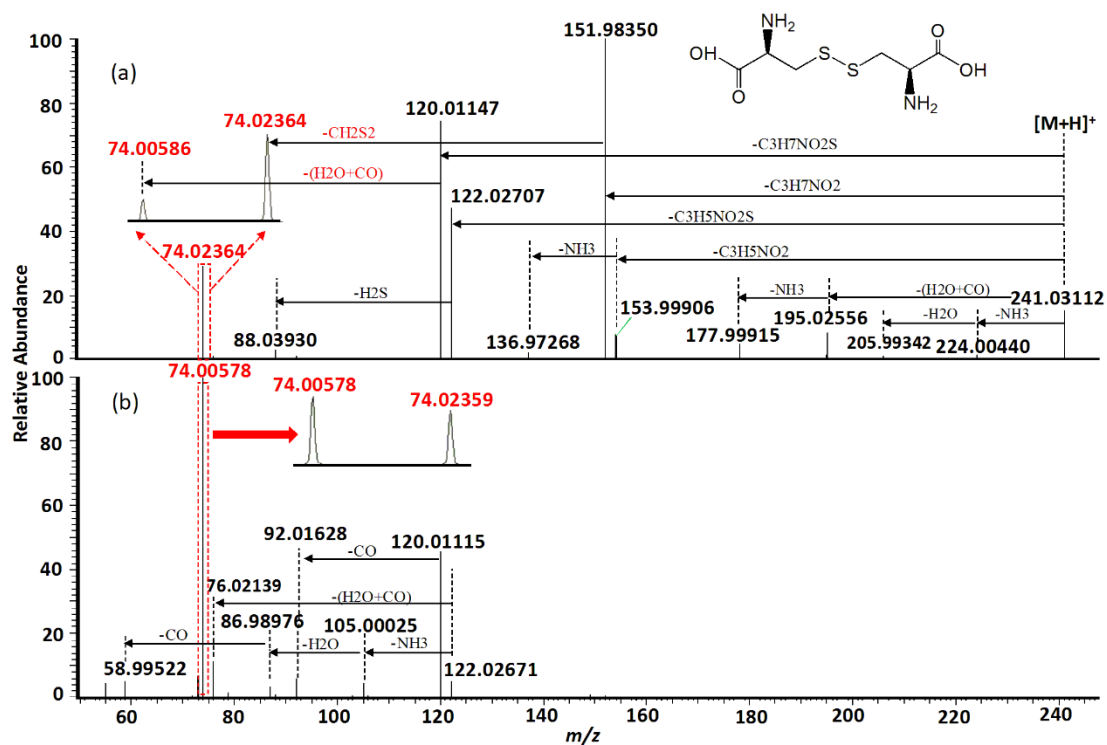 100
80
60
40
20
0
Relative Abundance
(a)
NH2
OH
O
S
S
O
OH
NH2
151.98350
120.01147
[M+H]+
-CH2S2
-C3H7NO2S
74.02364
74.00586
-(H2O+CO)
122.02707
-C3H7NO2
-C3H5NO2S
-NH3
-C3H5NO2
74.02364
-H2S
-NH3
-(H2O+CO)
241.03112
153.99906
195.02556
-H2O
-NH3
88.03930
136.97268
177.99915
205.99342
224.00440
100
80
60
40
20
0
(b)
74.00578
74.00578
74.02359
92.01628
120.01115
-CO
76.02139
-(H2O+CO)
86.98976
105.00025
-CO
-H2O
-NH3
58.99522
122.02671
60
80
100
120
140
160
180
200
220
240
m/z